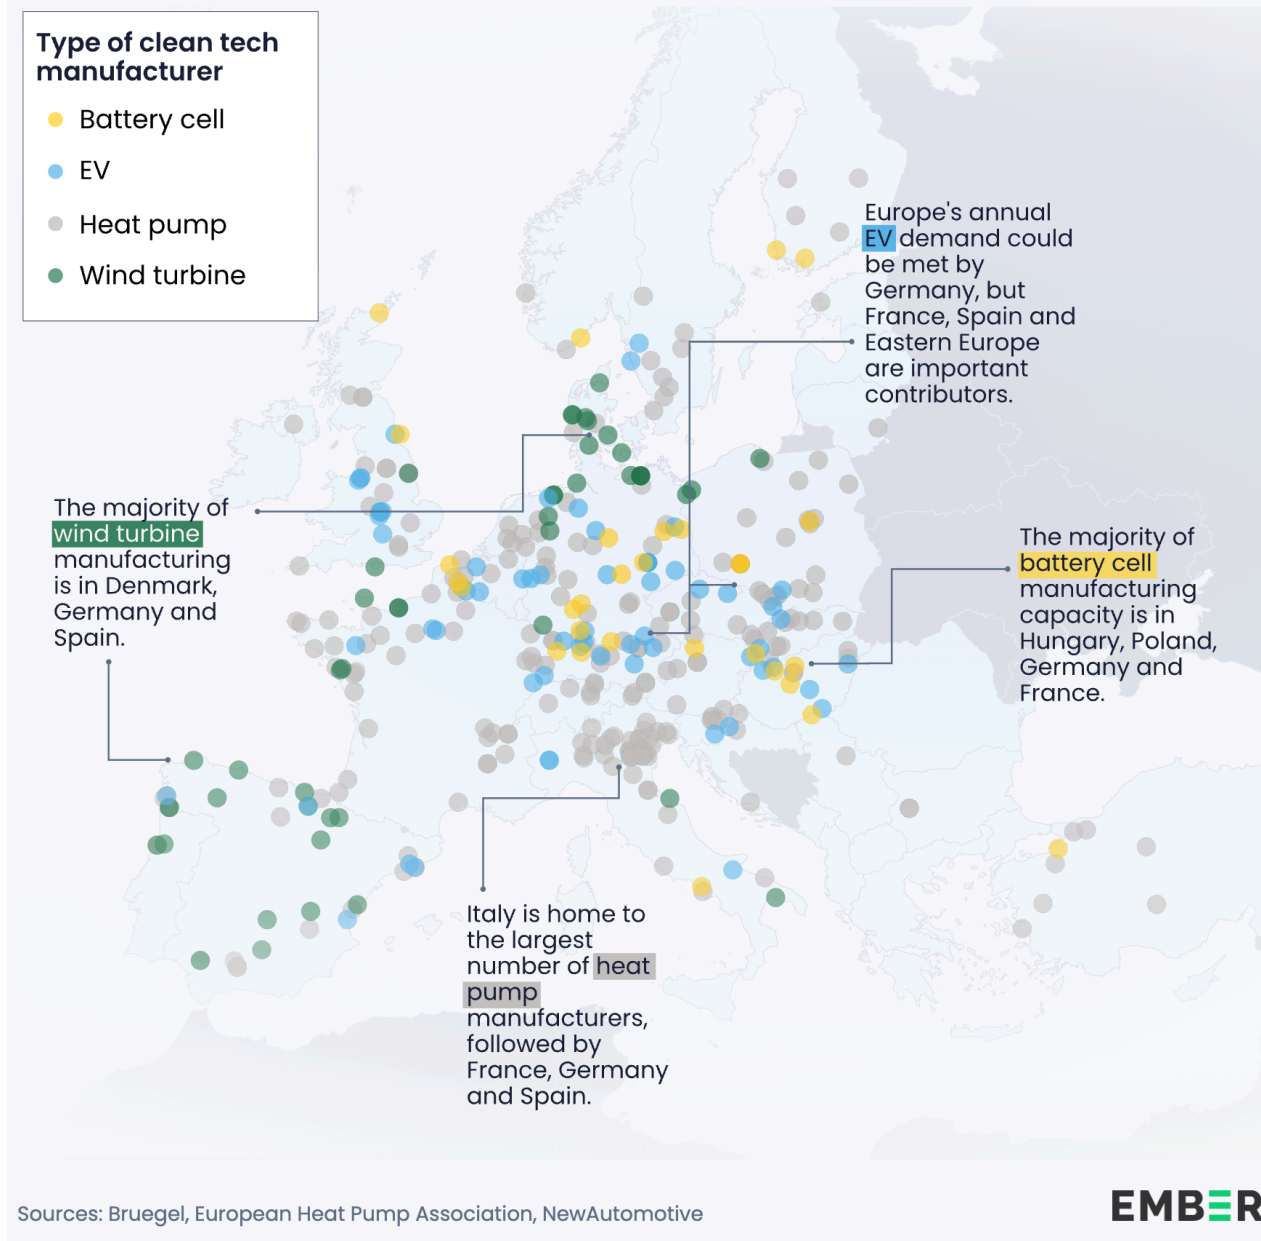 Type of clean tech
manufacturer
Battery cell
EV
Heat pump
Wind turbine
Europe's annual
EV demand could
be met by
Germany, but
France, Spain and
Eastern Europe
are important
contributors.
The majority of
wind turbine
manufacturing
is in Denmark,
Germany and
Spain.
The majority of
battery cell
manufacturing
capacity is in
Hungary, Poland,
Germany and
France.
Italy is home to
the largest
number of heat
pump
manufacturers,
followed by
France, Germany
and Spain.
Sources: Bruegel, European Heat Pump Association, NewAutomotive
EMBER